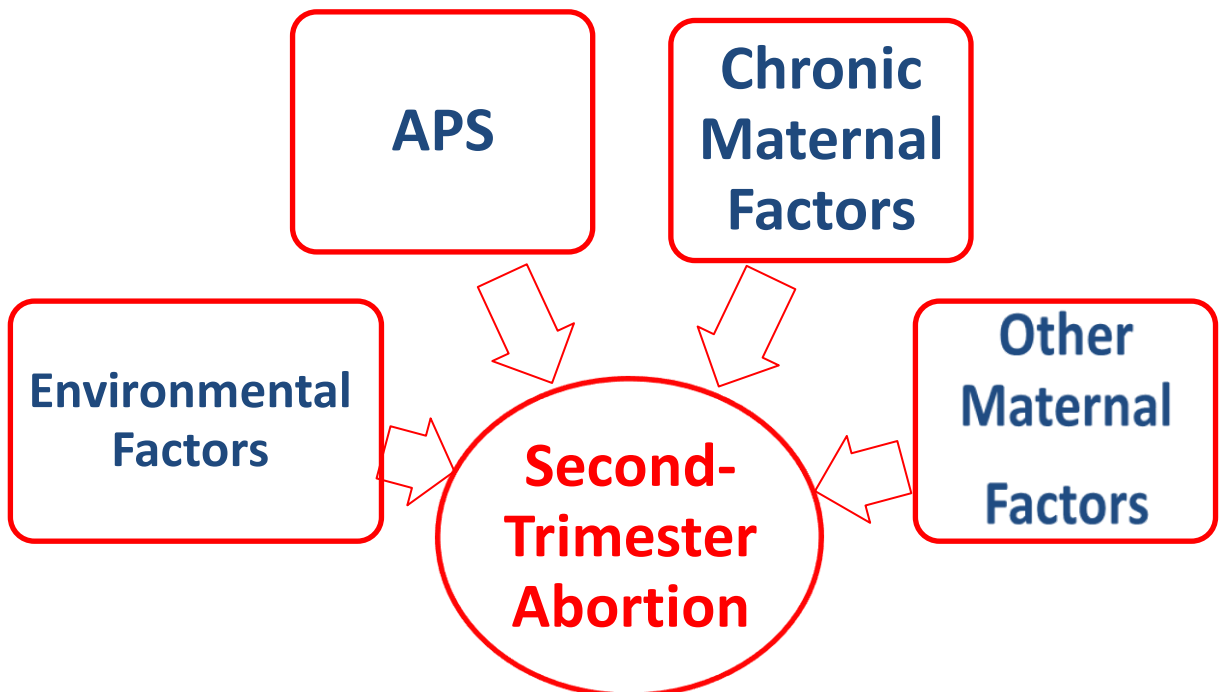 APS
Chronic
Maternal
Factors
Environmental
Factors
Other
Maternal
Factors
Second-
Trimester
Abortion